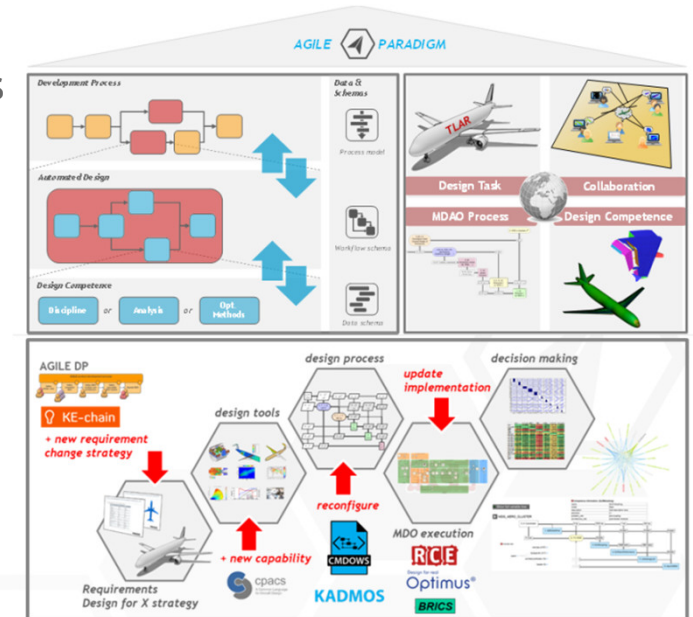 AGILE PARADIGM
Development Process
Data &
Schemas
Process model
Automated Design
Workflow schema
Design Competence
Discipline
or
Analysis
or
Opt.
Methods
Data schema
TLAR
Design Task
Collaboration
MDAO Process
Design Competence
AGILE DP
KE-chain
+ new requirement
change strategy
Requirements
Design for X strategy
design tools
+ new capability
cpacs
design process
reconfigure
CMDOWS
KADMOS
update
implementation
MDO execution
RCE
Optimus®
BRICS
decision making